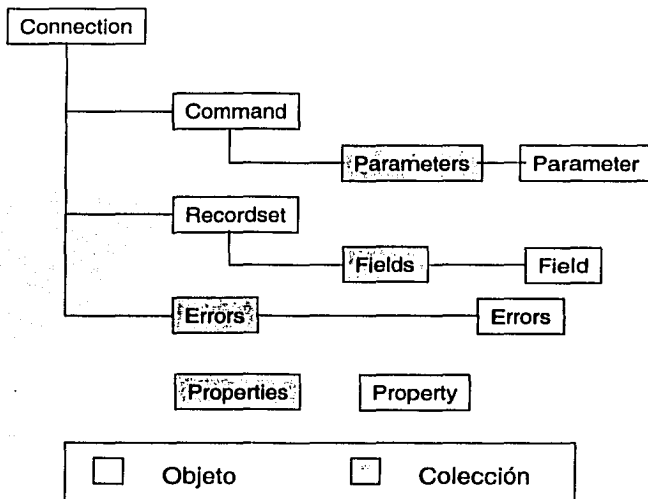 Connection
Command
Parameters
Parameter
Recordset
Fields
Field
Errors
Errors
Properties
Property
Objeto
Colección